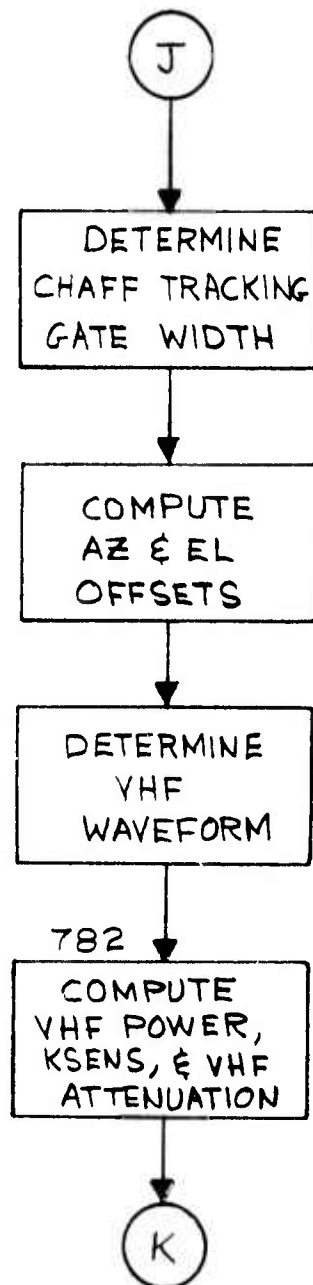 J
DETERMINE
CHAFF TRACKING
GATE WIDTH
COMPUTE
AZ & EL
OFFSETS
DETERMINE
VHF
WAVEFORM
782
COMPUTE
VHF POWER,
KSENS, & VHF
ATTENUATION
K